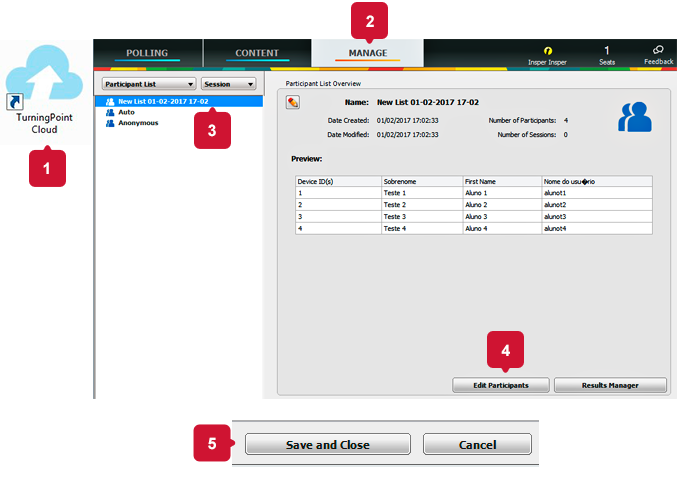 2
POLLING CONTENT MANAGE
Insper Insper 1 Seats Feedback
Participant List Session
Participant List Overview
New List 01-02-2017 17-02
Auto
Anonymous
3
TurningPoint
Cloud
1
Name: New List 01-02-2017 17-02
Date Created: 01/02/2017 17:02:33 Number of Participants: 4
Date Modified: 01/02/2017 17:02:33 Number of Sessions: 0
Preview:
Device ID(s) Sobrenome First Name Nome do usu�rio
1 Teste 1 Aluno 1 alunot1
2 Teste 2 Aluno 2 alunot2
3 Teste 3 Aluno 3 alunot3
4 Teste 4 Aluno 4 alunot4
4
Edit Participants Results Manager
5 Save and Close Cancel